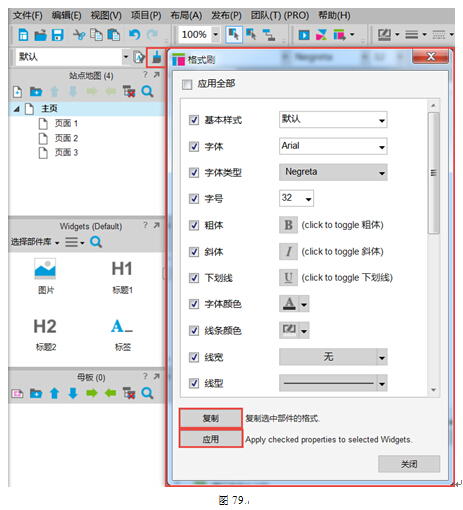 文件(F) 编辑(E) 视图(V) 项目(P) 布局(A) 发布(P) 团队(T) (PRO) 帮助(H)
100%
默认
站点地图 (4)
主页
页面 1
页面 2
页面 3
Widgets (Default)
选择部件库
图片
H1
标题1
H2
标题2
A
标签
母板 (0)
格式刷
应用全部
基本样式 默认
字体 Arial
字体类型 Negreta
字号 32
粗体 B (click to toggle 粗体)
斜体 I (click to toggle 斜体)
下划线 U (click to toggle 下划线)
字体颜色 A
线条颜色
线宽 无
线型
复制 复制选中部件的格式.
应用 Apply checked properties to selected Widgets.
关闭
图 79.